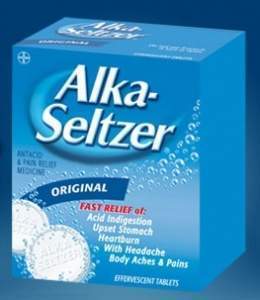 Alka-
Seltzer
ANTACID
& PAIN RELIEF
MEDICINE
ORIGINAL
FAST RELIEF of:
Acid Indigestion
Upset Stomach
Heartburn
With Headache
Body Aches & Pains
EFFERVESCENT TABLETS